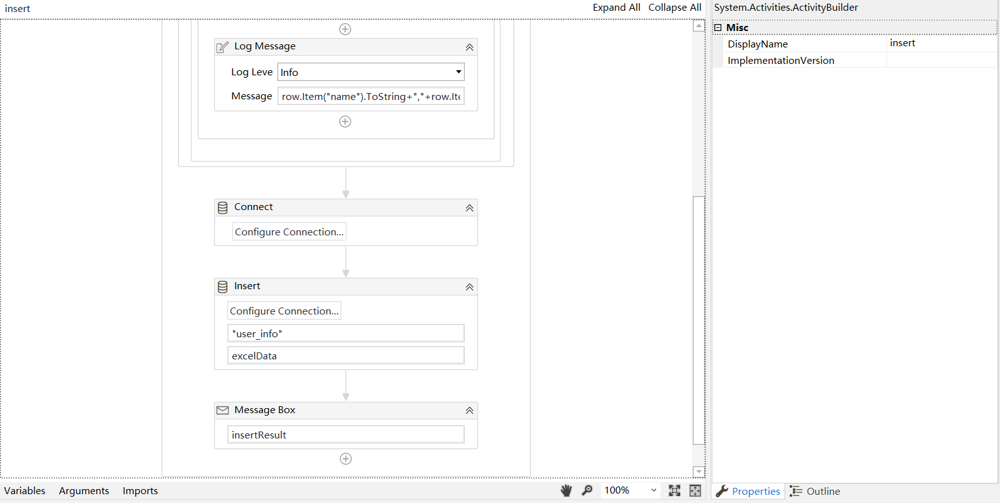 insert
Expand All Collapse All
System.Activities.ActivityBuilder
Misc
DisplayName insert
ImplementationVersion
Log Message
Log Leve Info
Message row.Item("name").ToString+","+row.Ite
Connect
Configure Connection...
Insert
Configure Connection...
"user_info"
excelData
Message Box
insertResult
Variables Arguments Imports
100%
Properties Outline